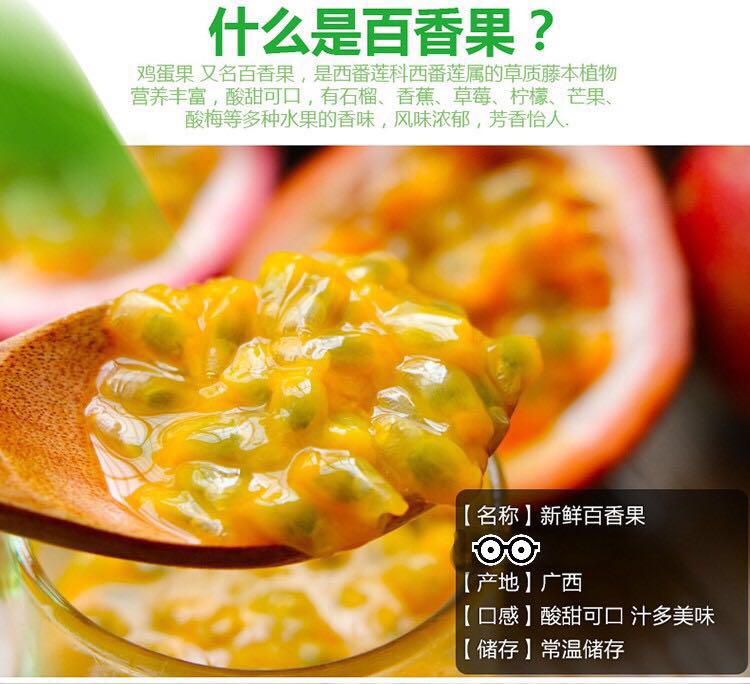 什么是百香果？
鸡蛋果 又名百香果，是西番莲科西番莲属的草质藤本植物
营养丰富，酸甜可口，有石榴、香蕉、草莓、柠檬、芒果、
酸梅等多种水果的香味，风味浓郁，芳香怡人.
【名称】新鲜百香果
【产地】广西
【口感】酸甜可口 汁多美味
【储存】常温储存